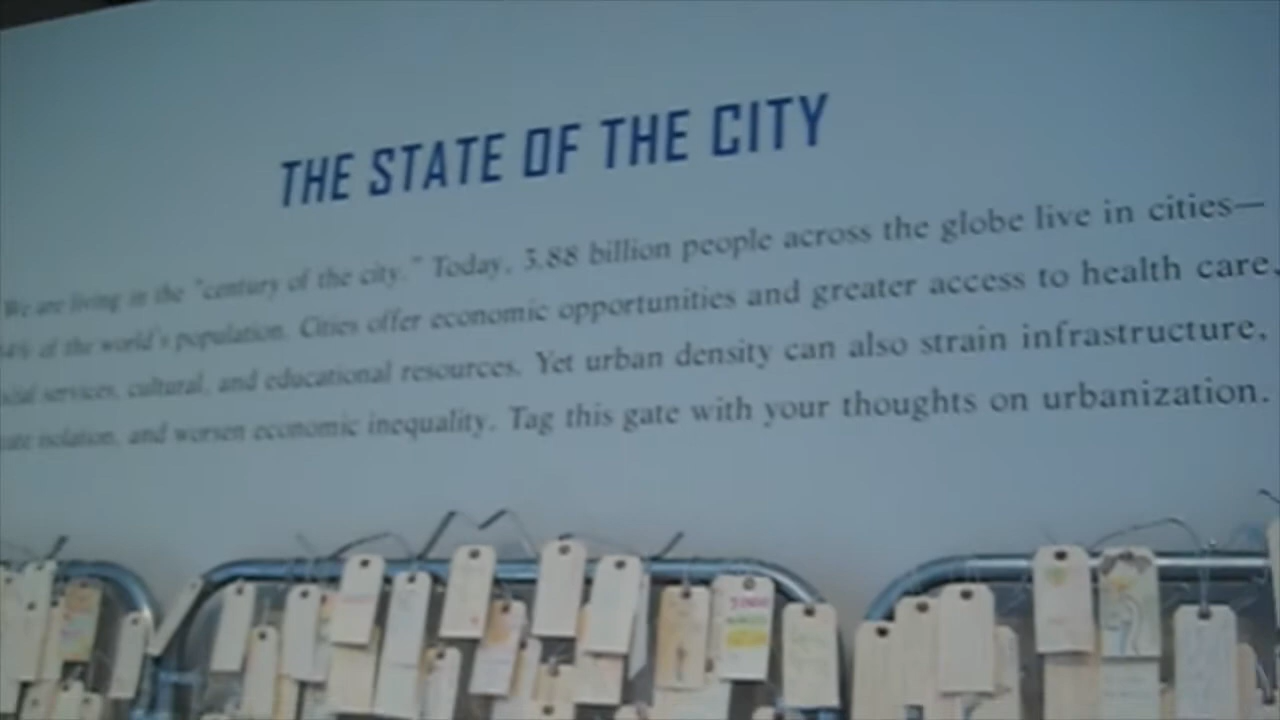 THE STATE OF THE CITY
We are living in the "century of the city." Today, 3.88 billion people across the globe live in cities—
54% of the world's population. Cities offer economic opportunities and greater access to health care,
social services, cultural, and educational resources. Yet urban density can also strain infrastructure,
isolation, and worsen economic inequality. Tag this gate with your thoughts on urbanization.